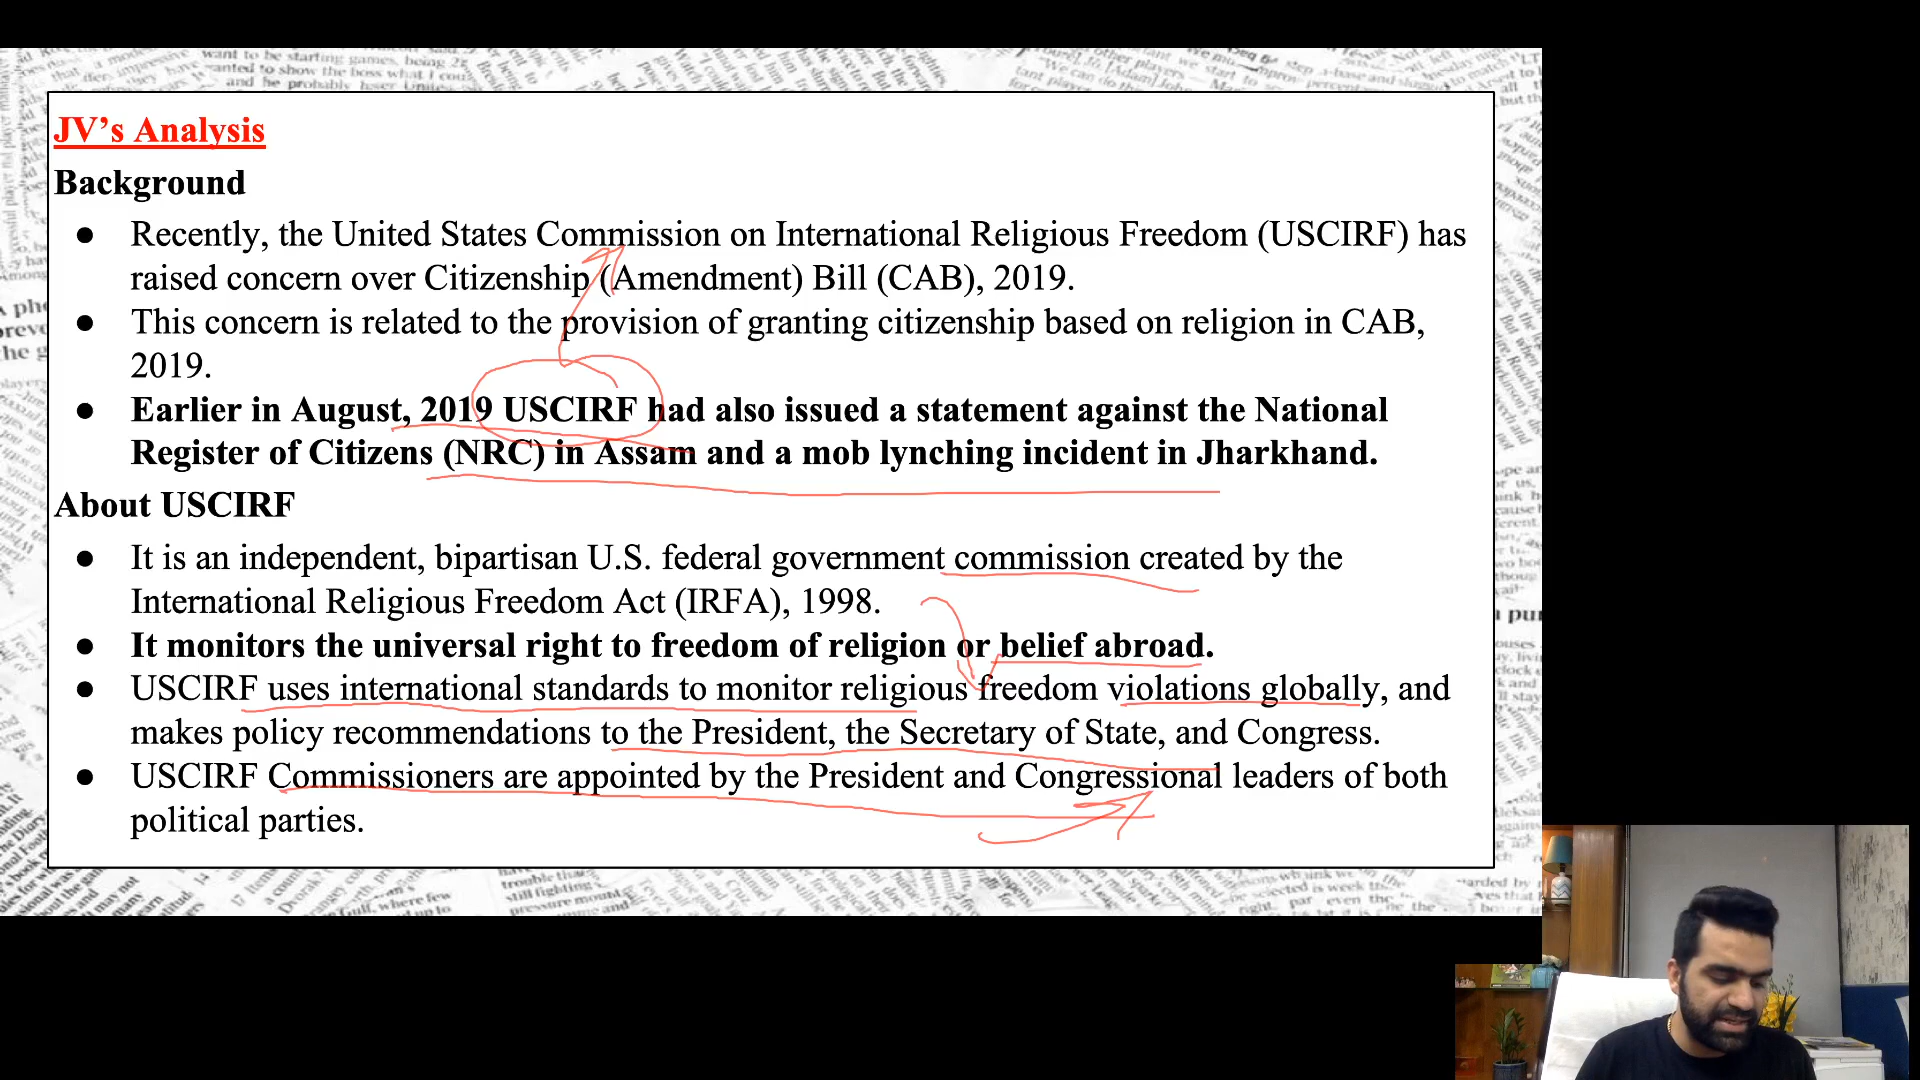 JV’s Analysis
Background
● Recently, the United States Commission on International Religious Freedom (USCIRF) has
raised concern over Citizenship (Amendment) Bill (CAB), 2019.
● This concern is related to the provision of granting citizenship based on religion in CAB,
2019.
● Earlier in August, 2019 USCIRF had also issued a statement against the National
Register of Citizens (NRC) in Assam and a mob lynching incident in Jharkhand.
About USCIRF
● It is an independent, bipartisan U.S. federal government commission created by the
International Religious Freedom Act (IRFA), 1998.
● It monitors the universal right to freedom of religion or belief abroad.
● USCIRF uses international standards to monitor religious freedom violations globally, and
makes policy recommendations to the President, the Secretary of State, and Congress.
● USCIRF Commissioners are appointed by the President and Congressional leaders of both
political parties.